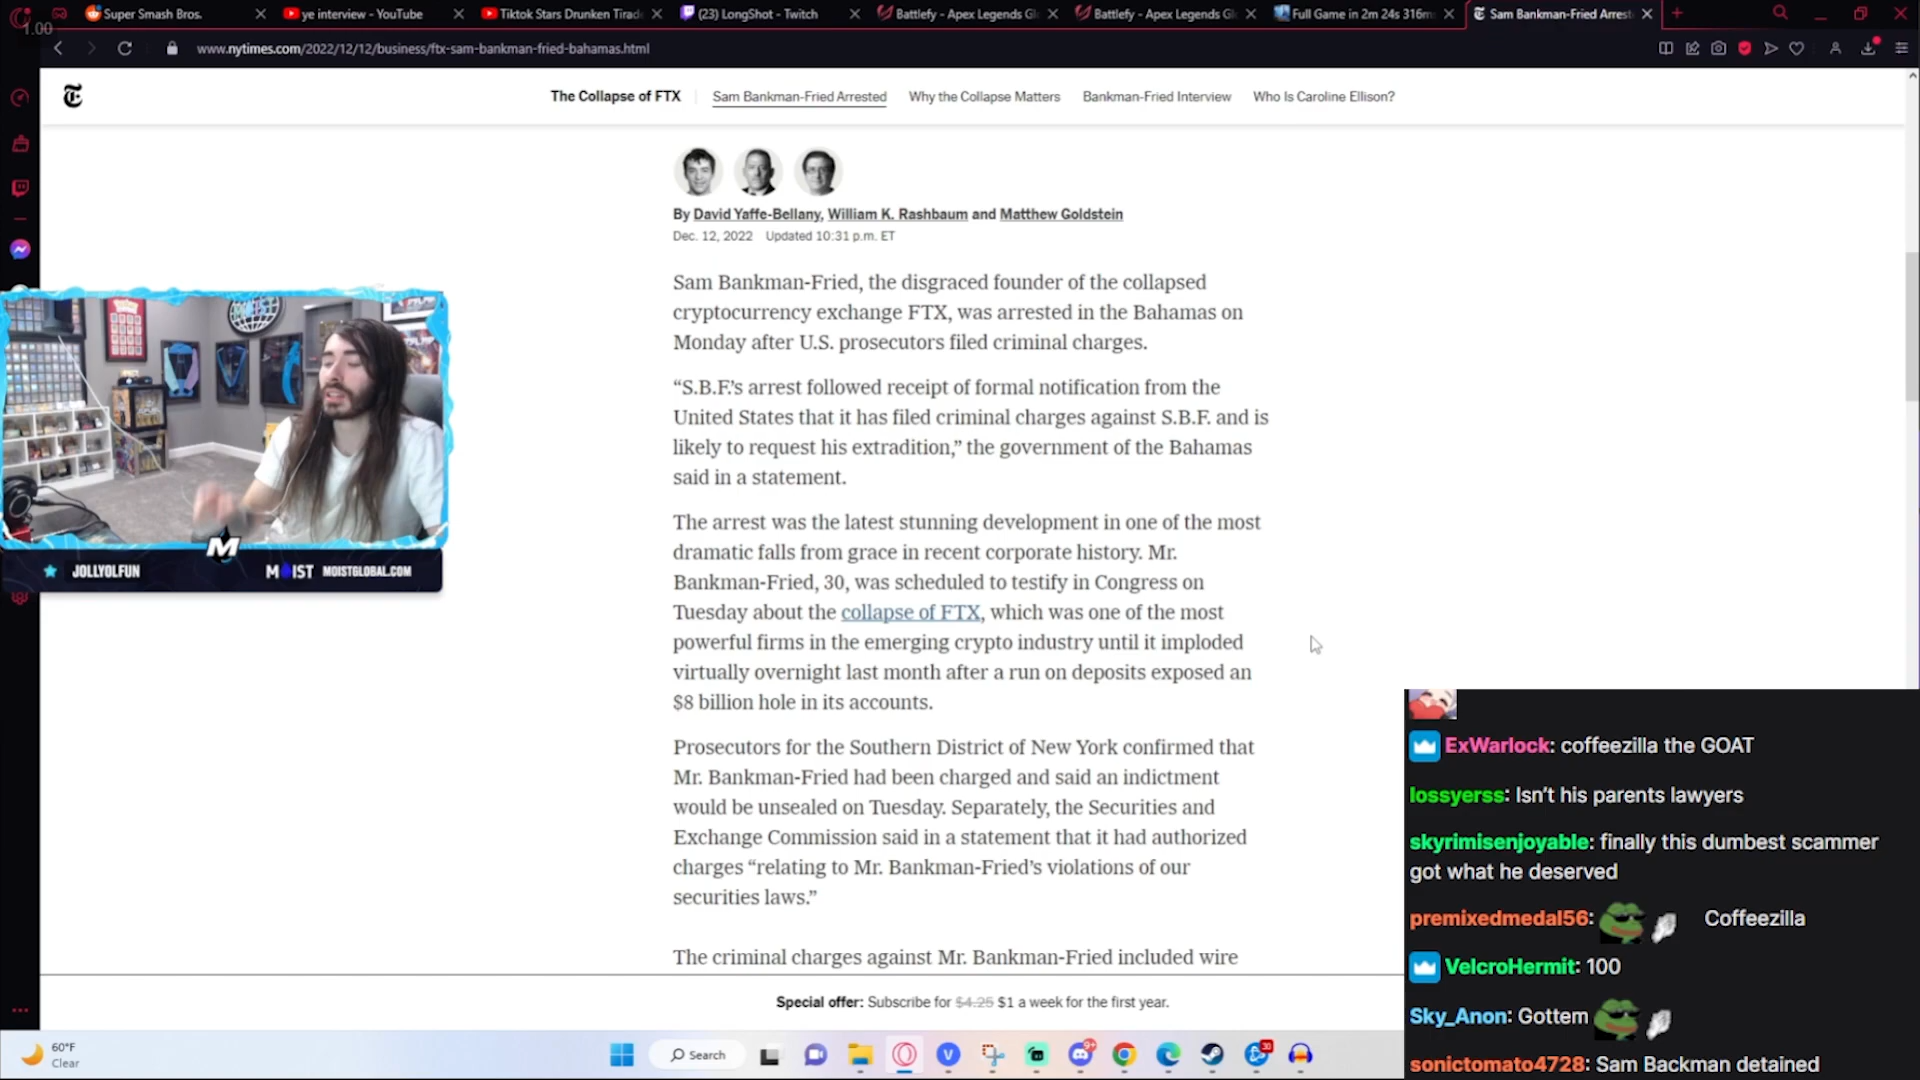 1.00
Super Smash Bros.
ye interview - YouTube
Tiktok Stars Drunken Tirad
(23) LongShot - Twitch
Battlefy - Apex Legends Gl
Battlefy - Apex Legends Gl
Full Game in 2m 24s 316m
Sam Bankman-Fried Arrest
www.nytimes.com/2022/12/12/business/ftx-sam-bankman-fried-bahamas.html
The Collapse of FTX
Sam Bankman-Fried Arrested
Why the Collapse Matters
Bankman-Fried Interview
Who Is Caroline Ellison?
By David Yaffe-Bellany, William K. Rashbaum and Matthew Goldstein
Dec. 12, 2022 Updated 10:31 p.m. ET
Sam Bankman-Fried, the disgraced founder of the collapsed
cryptocurrency exchange FTX, was arrested in the Bahamas on
Monday after U.S. prosecutors filed criminal charges.
“S.B.F.’s arrest followed receipt of formal notification from the
United States that it has filed criminal charges against S.B.F. and is
likely to request his extradition,” the government of the Bahamas
said in a statement.
The arrest was the latest stunning development in one of the most
dramatic falls from grace in recent corporate history. Mr.
Bankman-Fried, 30, was scheduled to testify in Congress on
Tuesday about the collapse of FTX, which was one of the most
powerful firms in the emerging crypto industry until it imploded
virtually overnight last month after a run on deposits exposed an
$8 billion hole in its accounts.
Prosecutors for the Southern District of New York confirmed that
Mr. Bankman-Fried had been charged and said an indictment
would be unsealed on Tuesday. Separately, the Securities and
Exchange Commission said in a statement that it had authorized
charges “relating to Mr. Bankman-Fried’s violations of our
securities laws.”
The criminal charges against Mr. Bankman-Fried included wire
Special offer: Subscribe for $4.25 $1 a week for the first year.
M
JOLLYOLFUN
MOIST
MOISTGLOBAL.COM
ExWarlock: coffeezilla the GOAT
lossyerss: Isn't his parents lawyers
skyrimisenjoyable: finally this dumbest scammer
got what he deserved
premixedmedal56: Coffeezilla
VelcroHermit: 100
Sky_Anon: Gottem
sonictomato4728: Sam Backman detained
60°F
Clear
Search
9+
30